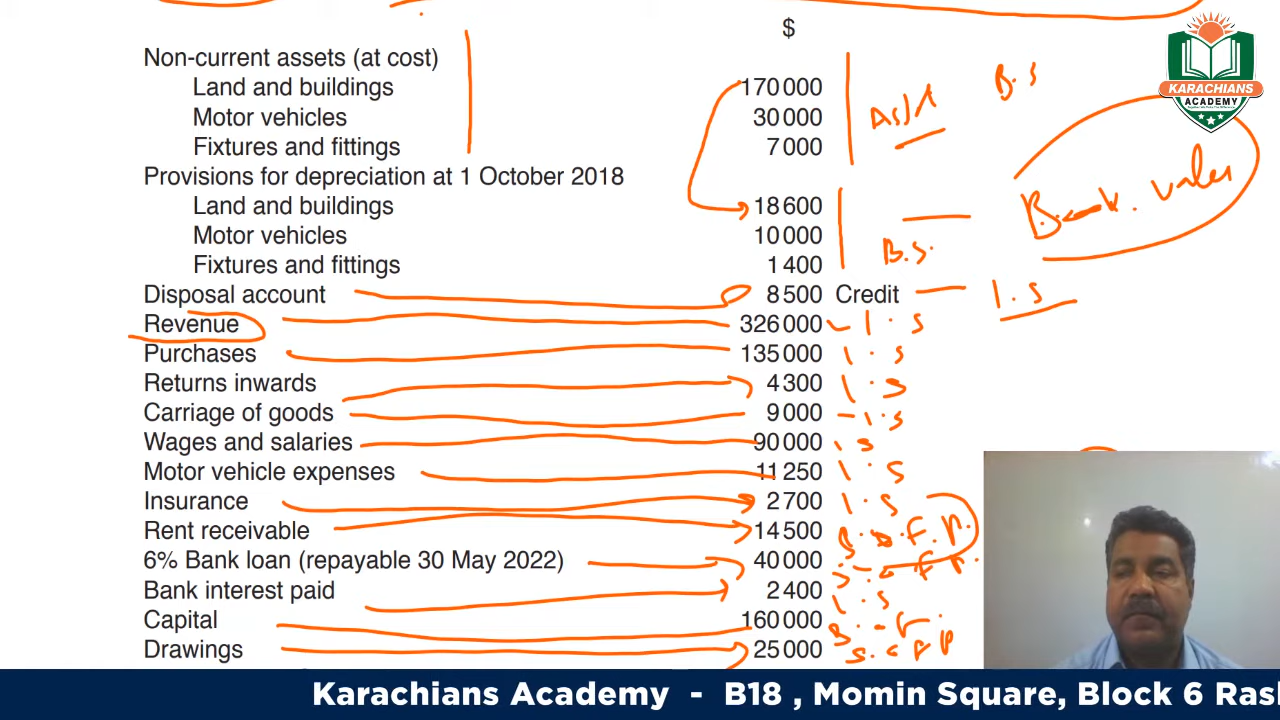 $
Non-current assets (at cost)
Land and buildings 170 000
Motor vehicles 30 000
Fixtures and fittings 7 000
Provisions for depreciation at 1 October 2018
Land and buildings 18 600
Motor vehicles 10 000
Fixtures and fittings 1 400
Disposal account 8 500 Credit I.S
Revenue 326 000 I.S
Purchases 135 000 I.S
Returns inwards 4 300 I.S
Carriage of goods 9 000 I.S
Wages and salaries 90 000 I S
Motor vehicle expenses 11 250 I.S
Insurance 2 700 I.S
Rent receivable 14 500
6% Bank loan (repayable 30 May 2022) 40 000
Bank interest paid 2 400 I.S
Capital 160 000
Drawings 25 000
B.S
B.S.
KARACHIANS
ACADEMY
Karachians Academy - B18 , Momin Square, Block 6 Ras